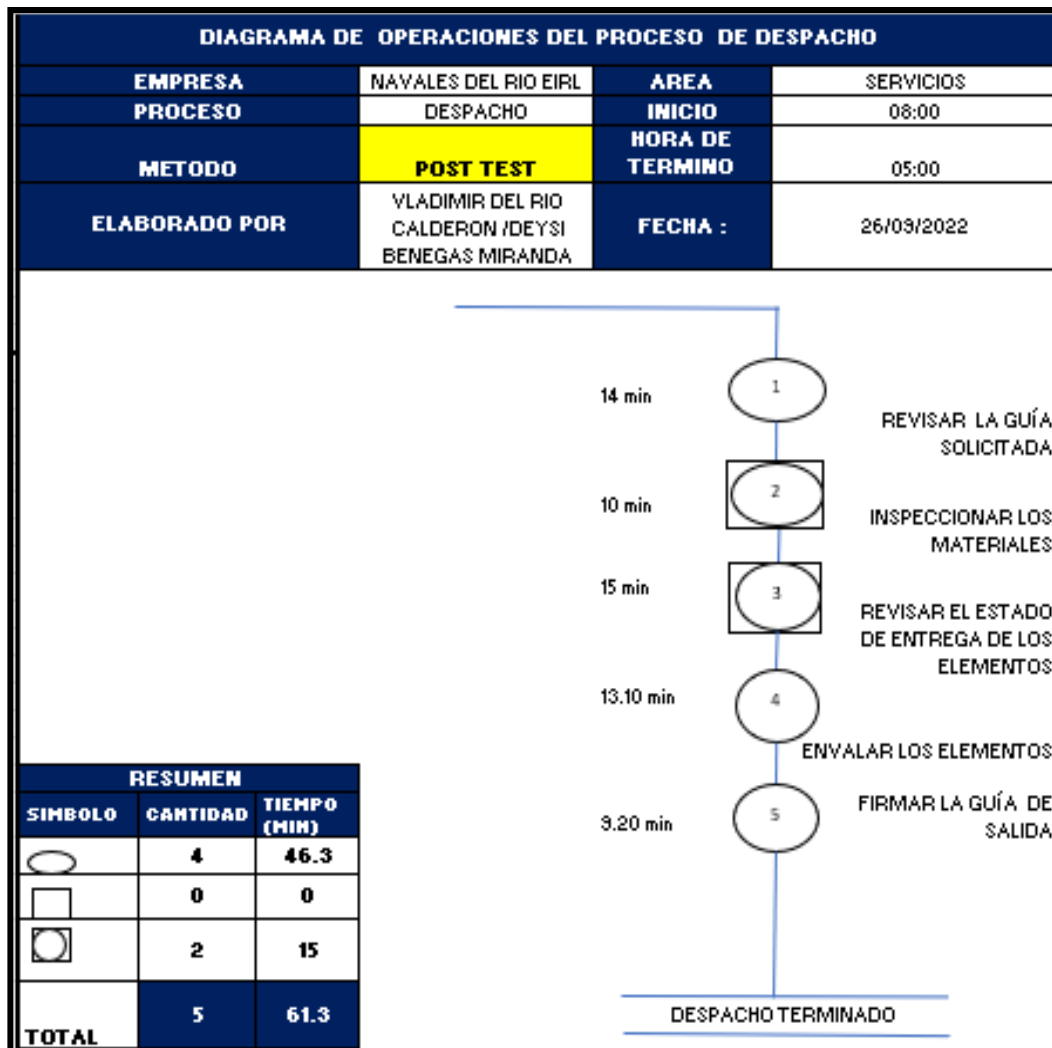 DIAGRAMA DE OPERACIONES DEL PROCESO DE DESPACHO
EMPRESA NAVALES DEL RIO EIRL AREA SERVICIOS
PROCESO DESPACHO INICIO 08:00
METODO POST TEST HORA DE TERMINO 05:00
ELABORADO POR VLADIMIR DEL RIO CALDERON /DEYSI BENEGAS MIRANDA FECHA : 26/09/2022
14 min 1
REVISAR LA GUÍA
SOLICITADA
10 min 2
INSPECCIONAR LOS
MATERIALES
15 min 3
REVISAR EL ESTADO
DE ENTREGA DE LOS
ELEMENTOS
13.10 min 4
ENVALAR LOS ELEMENTOS
9.20 min 5
FIRMAR LA GUÍA DE
SALIDA
DESPACHO TERMINADO
RESUMEN
SIMBOLO CANTIDAD TIEMPO (MIN)
4 46.3
0 0
2 15
TOTAL 5 61.3